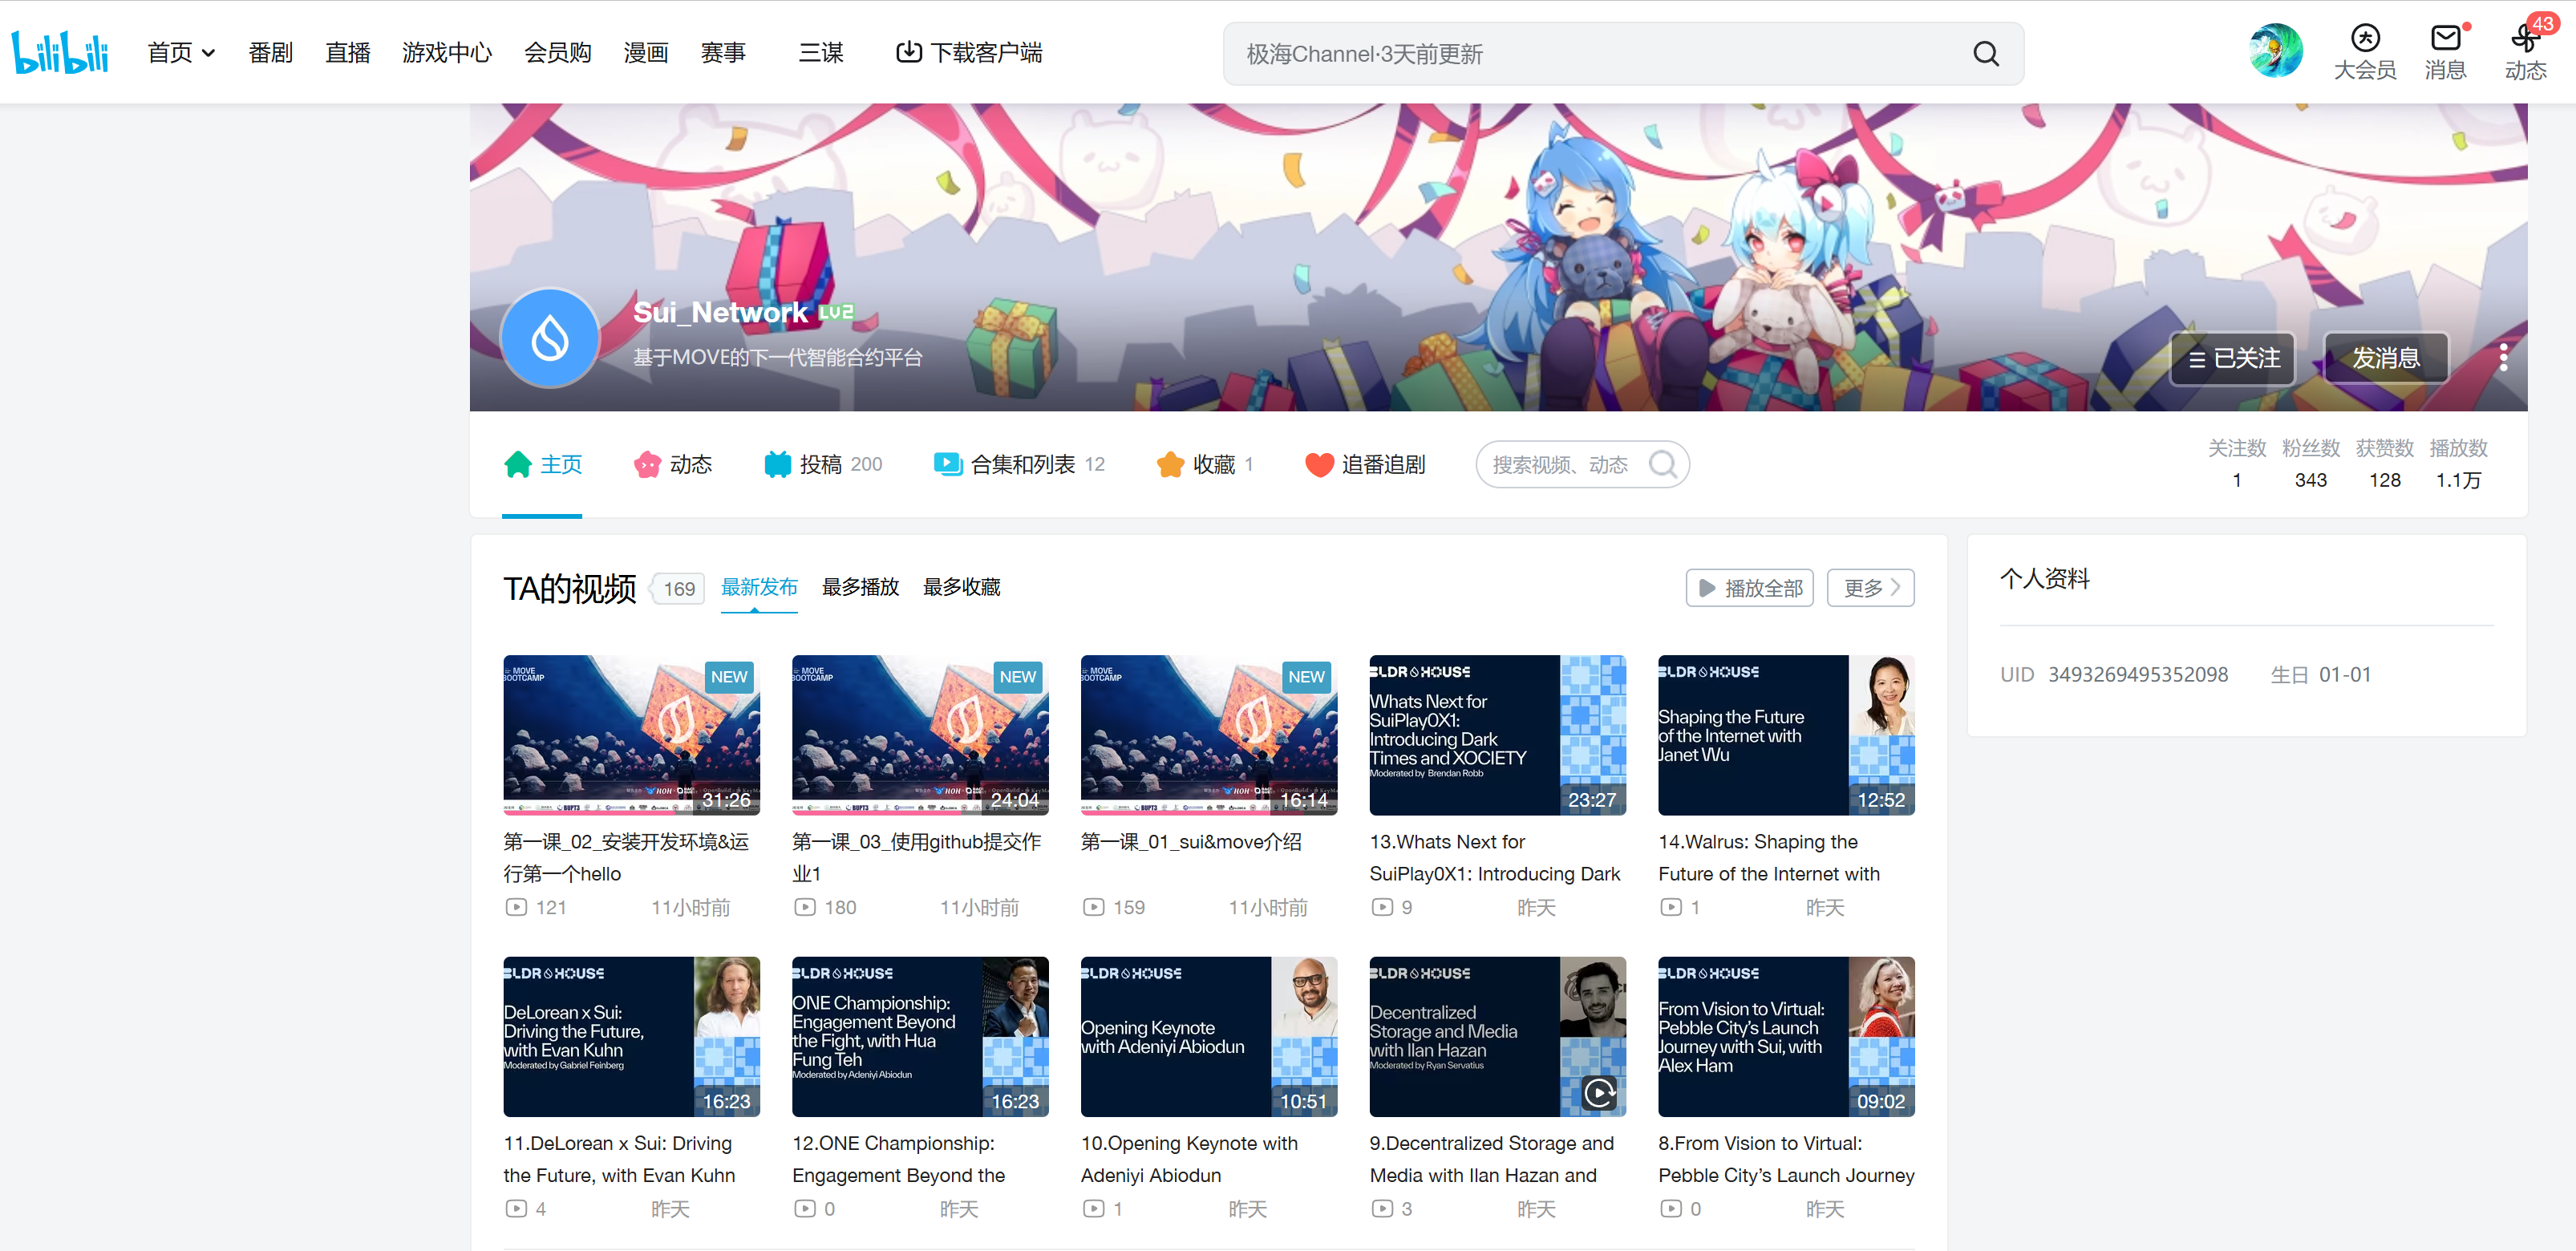 bilibili
首页 番剧 直播 游戏中心 会员购 漫画 赛事 三谋 下载客户端
极海Channel·3天前更新
大会员 消息 动态 43
Sui_Network LV2
基于MOVE的下一代智能合约平台
已关注 发消息
主页 动态 投稿 200 合集和列表 12 收藏 1 追番追剧 搜索视频、动态
关注数 粉丝数 获赞数 播放数
1 343 128 1.1万
TA的视频 169 最新发布 最多播放 最多收藏 播放全部 更多
个人资料
UID 3493269495352098 生日 01-01
MOVE
BOOTCAMP
NEW
HOH
BUPT3
31:26
第一课_02_安装开发环境&运
行第一个hello
121 11小时前
MOVE
BOOTCAMP
NEW
HOH
BUPT3
24:04
第一课_03_使用github提交作
业1
180 11小时前
MOVE
BOOTCAMP
NEW
HOH
BUPT3
16:14
第一课_01_sui&move介绍
159 11小时前
BLDR HOUSE
Whats Next for
SuiPlay0X1:
Introducing Dark
Times and XOCIETY
Moderated by Brendan Robb
23:27
13.Whats Next for
SuiPlay0X1: Introducing Dark
9 昨天
BLDR HOUSE
Shaping the Future
of the Internet with
Janet Wu
12:52
14.Walrus: Shaping the
Future of the Internet with
1 昨天
BLDR HOUSE
DeLorean x Sui:
Driving the Future,
with Evan Kuhn
Moderated by Gabriel Feinberg
16:23
11.DeLorean x Sui: Driving
the Future, with Evan Kuhn
4 昨天
BLDR HOUSE
ONE Championship:
Engagement Beyond
the Fight, with Hua
Fung Teh
Moderated by Adeniyi Abiodun
16:23
12.ONE Championship:
Engagement Beyond the
0 昨天
BLDR HOUSE
Opening Keynote
with Adeniyi Abiodun
10:51
10.Opening Keynote with
Adeniyi Abiodun
1 昨天
BLDR HOUSE
Decentralized
Storage and Media
with Ilan Hazan
Moderated by Ryan Servatius
9.Decentralized Storage and
Media with Ilan Hazan and
3 昨天
BLDR HOUSE
From Vision to Virtual:
Pebble City's Launch
Journey with Sui, with
Alex Ham
09:02
8.From Vision to Virtual:
Pebble City's Launch Journey
0 昨天